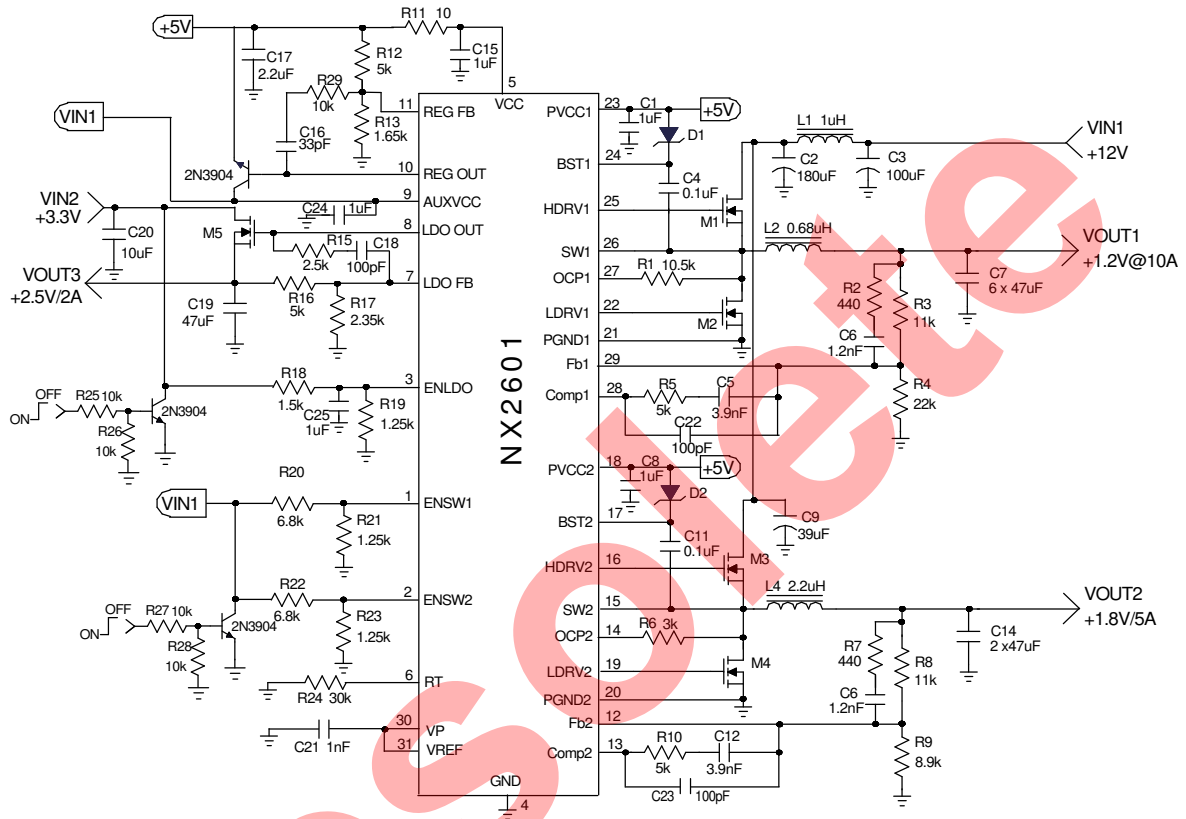 +5V
R11 10
C17
2.2uF
R12
5k
C15
1uF
5
VCC
R29
10k
11
REG FB
VIN1
R13
1.65k
C16
33pF
2N3904
10
REG OUT
9
AUXVCC
VIN2
+3.3V
C24
1uF
8
LDO OUT
C20
10uF
M5
R15
2.5k
C18
100pF
7
LDO FB
VOUT3
+2.5V/2A
C19
47uF
R16
5k
R17
2.35k
3
ENLDO
R18
1.5k
C25
1uF
R19
1.25k
OFF
ON
R25 10k
2N3904
R26
10k
R20
6.8k
VIN1
1
ENSW1
R21
1.25k
R22
6.8k
2
ENSW2
R23
1.25k
OFF
ON
R27 10k
2N3904
R28
10k
6
RT
R24 30k
30
VP
31
VREF
C21 1nF
GND
4
NX2601
PVCC1
23
C1
1uF
+5V
D1
BST1
24
C4
0.1uF
L1 1uH
VIN1
+12V
C2
180uF
C3
100uF
HDRV1
25
M1
SW1
26
L2 0.68uH
VOUT1
+1.2V@10A
OCP1
27
R1 10.5k
C7
6 x 47uF
R2
440
R3
11k
LDRV1
22
M2
PGND1
21
C6
1.2nF
Fb1
29
Comp1
28
R5
5k
C5
3.9nF
R4
22k
C22
100pF
PVCC2
18
C8
1uF
+5V
D2
BST2
17
C11
0.1uF
C9
39uF
HDRV2
16
M3
SW2
15
L4 2.2uH
VOUT2
+1.8V/5A
OCP2
14
R6 3k
C14
2 x47uF
R7
440
R8
11k
LDRV2
19
M4
PGND2
20
C6
1.2nF
Fb2
12
Comp2
13
R10
5k
C12
3.9nF
R9
8.9k
C23
100pF
solete